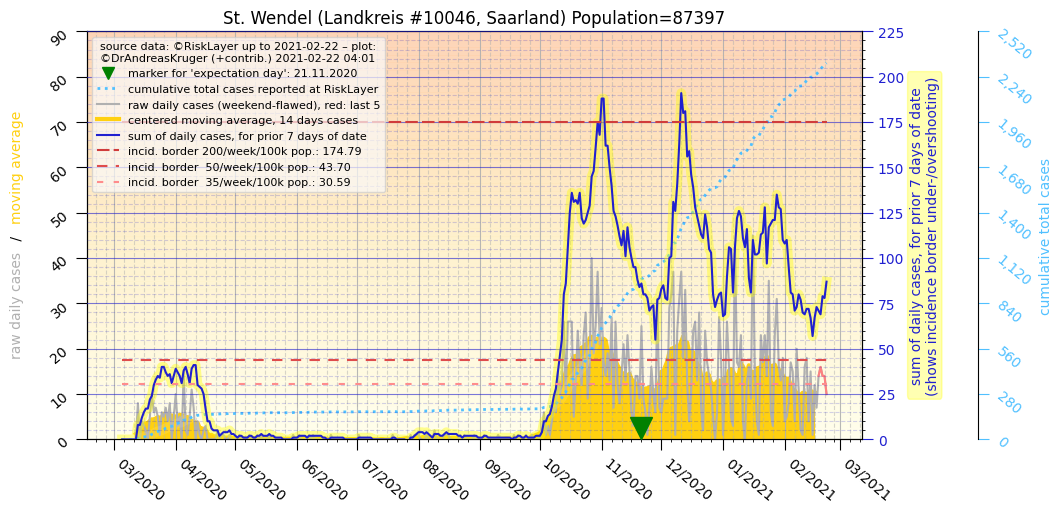 St. Wendel (Landkreis #10046, Saarland) Population=87397
source data: ©RiskLayer up to 2021-02-22 – plot:
©DrAndreasKruger (+contrib.) 2021-02-22 04:01
marker for 'expectation day': 21.11.2020
cumulative total cases reported at RiskLayer
raw daily cases (weekend-flawed), red: last 5
centered moving average, 14 days cases
sum of daily cases, for prior 7 days of date
incid. border 200/week/100k pop.: 174.79
incid. border  50/week/100k pop.: 43.70
incid. border  35/week/100k pop.: 30.59
raw daily cases / moving average
90
80
70
60
50
40
30
20
10
0
03/2020
04/2020
05/2020
06/2020
07/2020
08/2020
09/2020
10/2020
11/2020
12/2020
01/2021
02/2021
03/2021
225
200
175
150
125
100
75
50
25
0
sum of daily cases, for prior 7 days of date
(shows incidence border under-/overshooting)
2,520
2,240
1,960
1,680
1,400
1,120
840
560
280
0
cumulative total cases